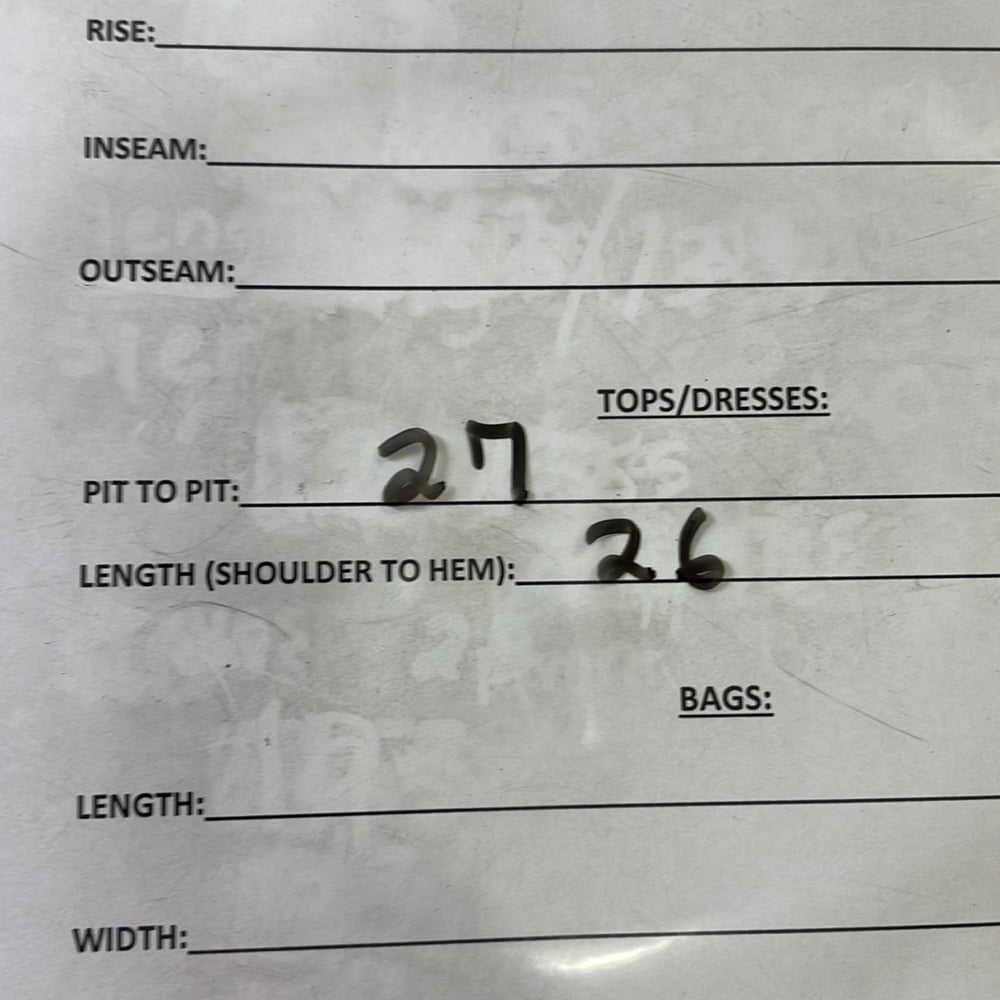 RISE:
INSEAM:
OUTSEAM:
TOPS/DRESSES:
PIT TO PIT: 27
LENGTH (SHOULDER TO HEM): 26
BAGS:
LENGTH:
WIDTH: